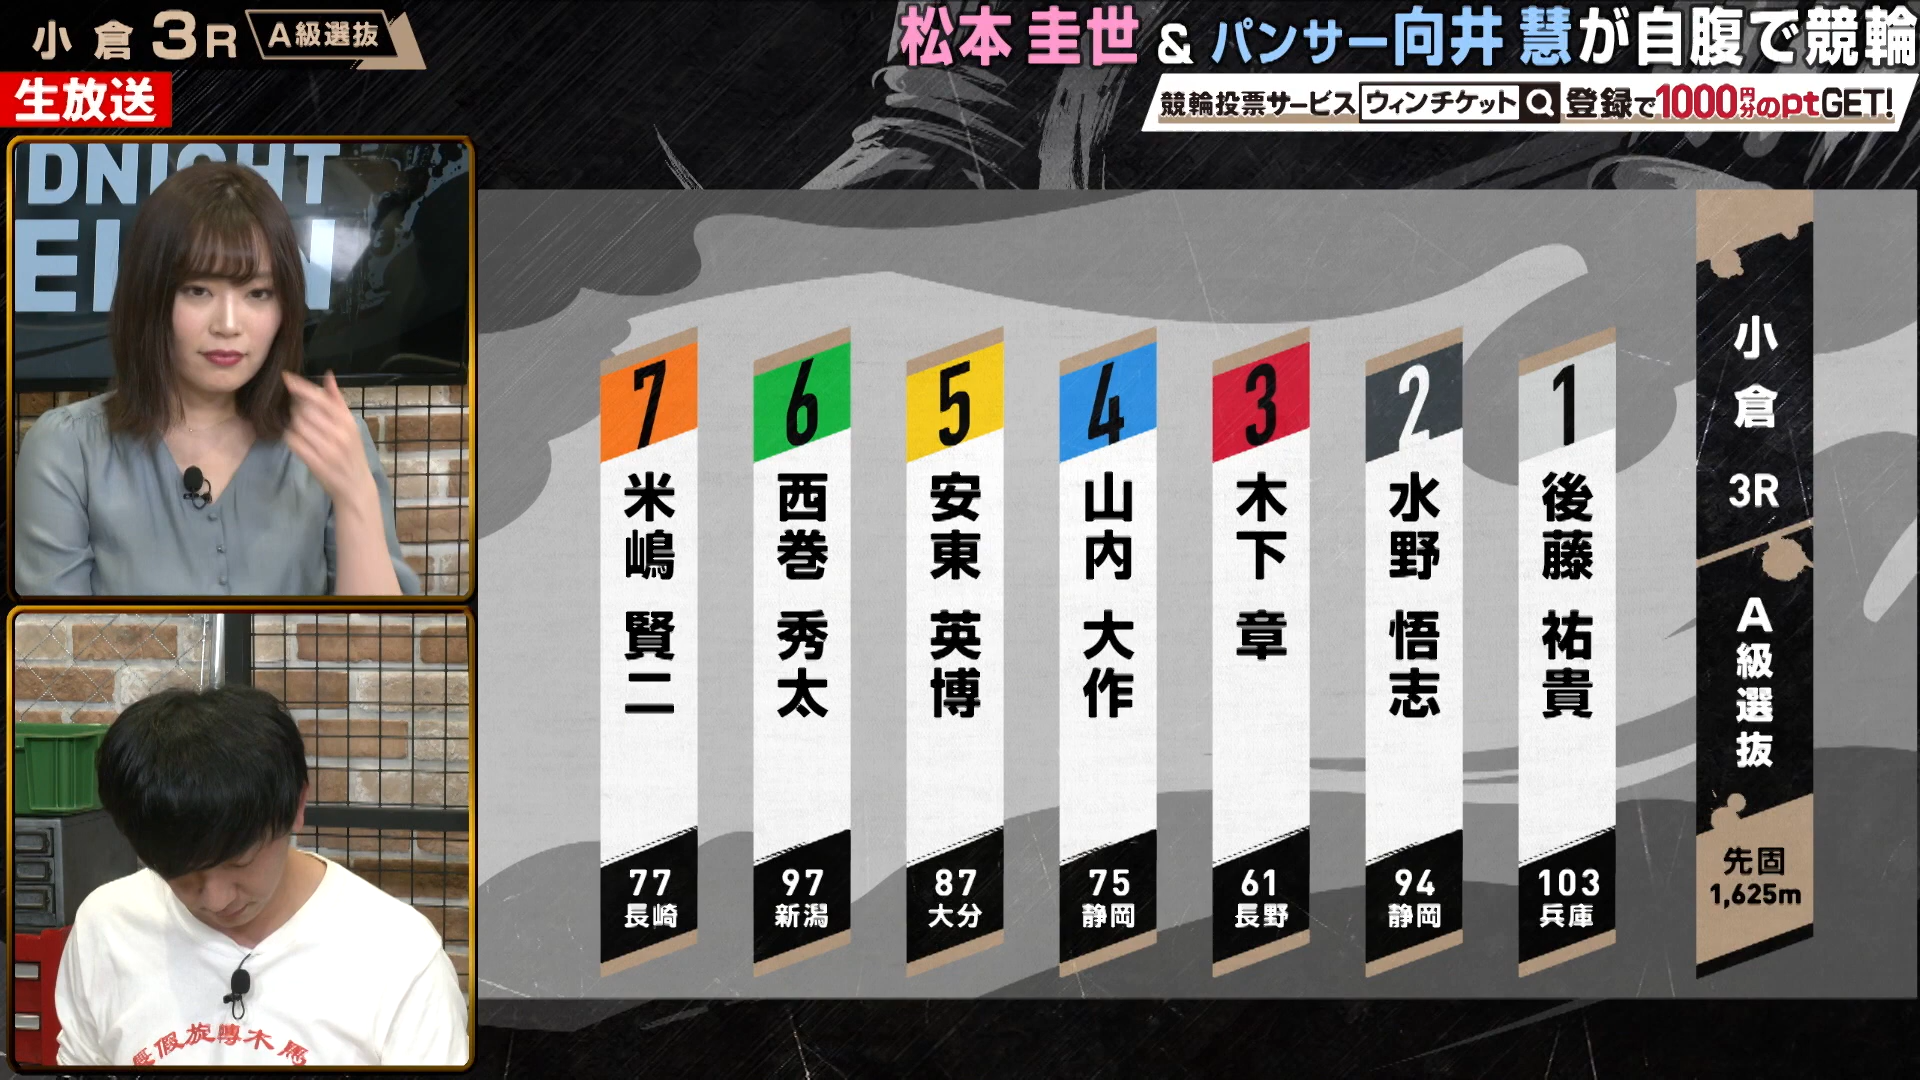 小倉3R
A級選抜
生放送
松本 圭世 & パンサー向井 慧が自腹で競輪
競輪投票サービス ウィンチケット 登録で1000円分のptGET!
DNIGHT
小倉 3R
A級選抜
先固
1,625m
1
後藤 祐貴
103
兵庫
2
水野 悟志
94
静岡
3
木下 章
61
長野
4
山内 大作
75
静岡
5
安東 英博
87
大分
6
西巻 秀太
97
新潟
7
米嶋 賢二
77
長崎
假旋轉木馬